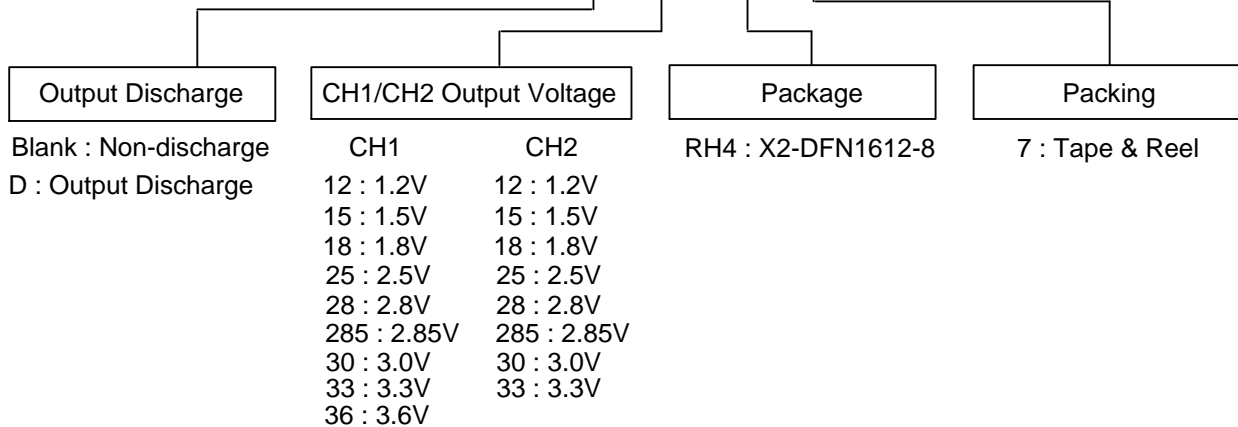 Output Discharge CH1/CH2 Output Voltage Package Packing
Blank : Non-discharge CH1 CH2 RH4 : X2-DFN1612-8 7 : Tape & Reel
D : Output Discharge 12 : 1.2V 12 : 1.2V
15 : 1.5V 15 : 1.5V
18 : 1.8V 18 : 1.8V
25 : 2.5V 25 : 2.5V
28 : 2.8V 28 : 2.8V
285 : 2.85V 285 : 2.85V
30 : 3.0V 30 : 3.0V
33 : 3.3V 33 : 3.3V
36 : 3.6V